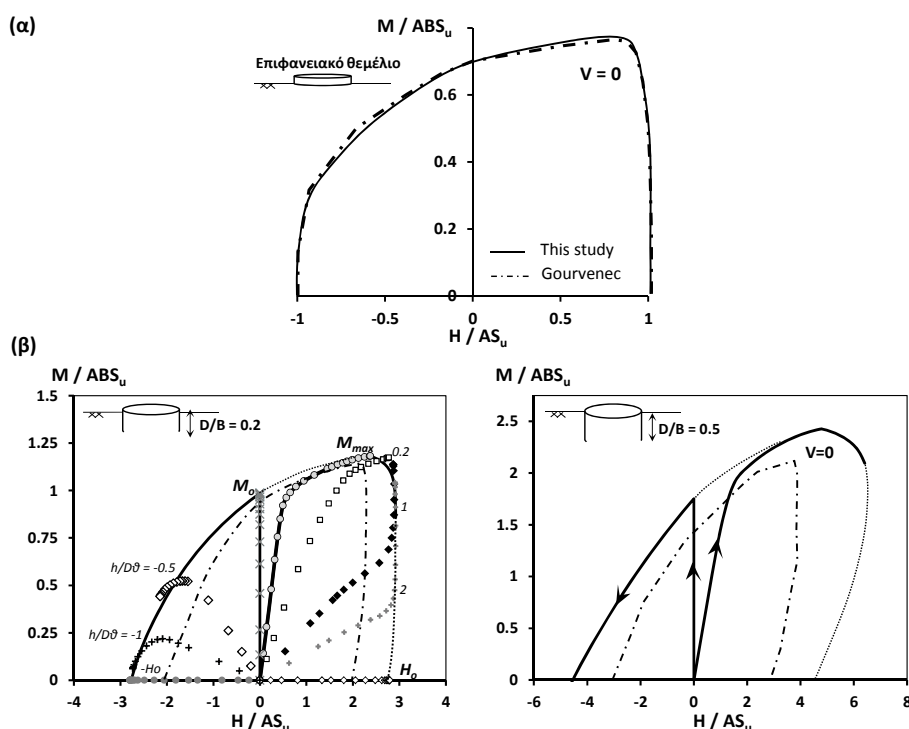 (α)
M / ABSu
Επιφανειακό θεμέλιο
V = 0
0.6
0.4
0.2
0
This study
Gourvenec
-1
-0.5
0
0.5
1
H / ASu
(β)
M / ABSu
1.5
1.25
1
0.75
0.5
0.25
0
D/B = 0.2
Mmax
0.2
Mo
1
h/Dϑ = -0.5
2
h/Dϑ = -1
-Ho
Ho
-4
-3
-2
-1
0
1
2
3
4
H / ASu
M / ABSu
2.5
2
1.5
1
0.5
0
D/B = 0.5
V=0
-6
-4
-2
0
2
4
6
8
H / ASu